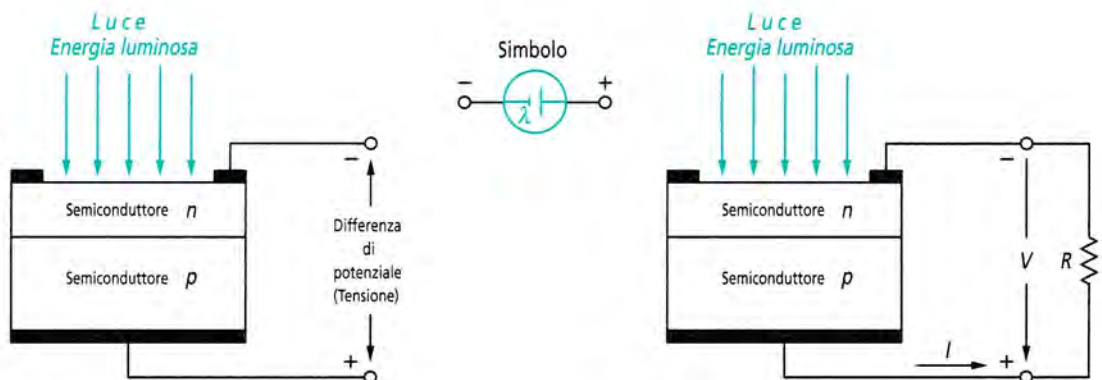 Luce
Energia luminosa
−
Semiconduttore n
Semiconduttore p
Differenza
di
potenziale
(Tensione)
+
Simbolo
−
+
λ
Luce
Energia luminosa
−
Semiconduttore n
Semiconduttore p
V
R
I
+